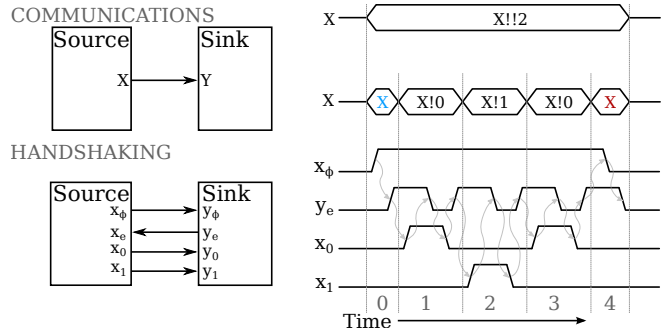 COMMUNICATIONS
Source
Sink
X
Y
HANDSHAKING
Source
Sink
xϕ
yϕ
xe
ye
x0
y0
x1
y1
X
X!!2
X
X
X!0
X!1
X!0
X
xϕ
ye
x0
x1
0 1 2 3 4
Time